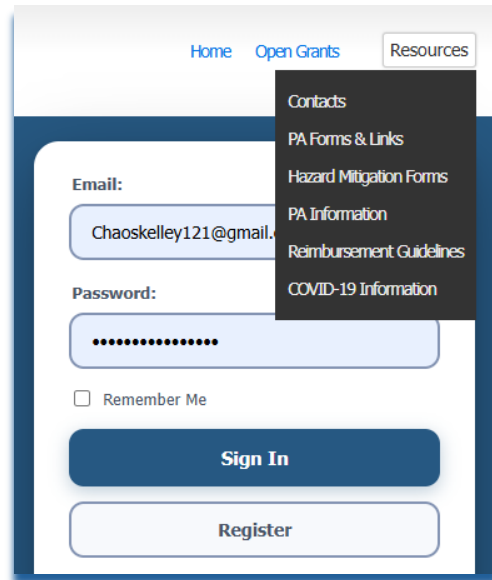 Home Open Grants Resources
Contacts
PA Forms & Links
Hazard Mitigation Forms
PA Information
Reimbursement Guidelines
COVID-19 Information
Email:
Chaoskelley121@gmail.
Password:
••••••••••••••••
Remember Me
Sign In
Register